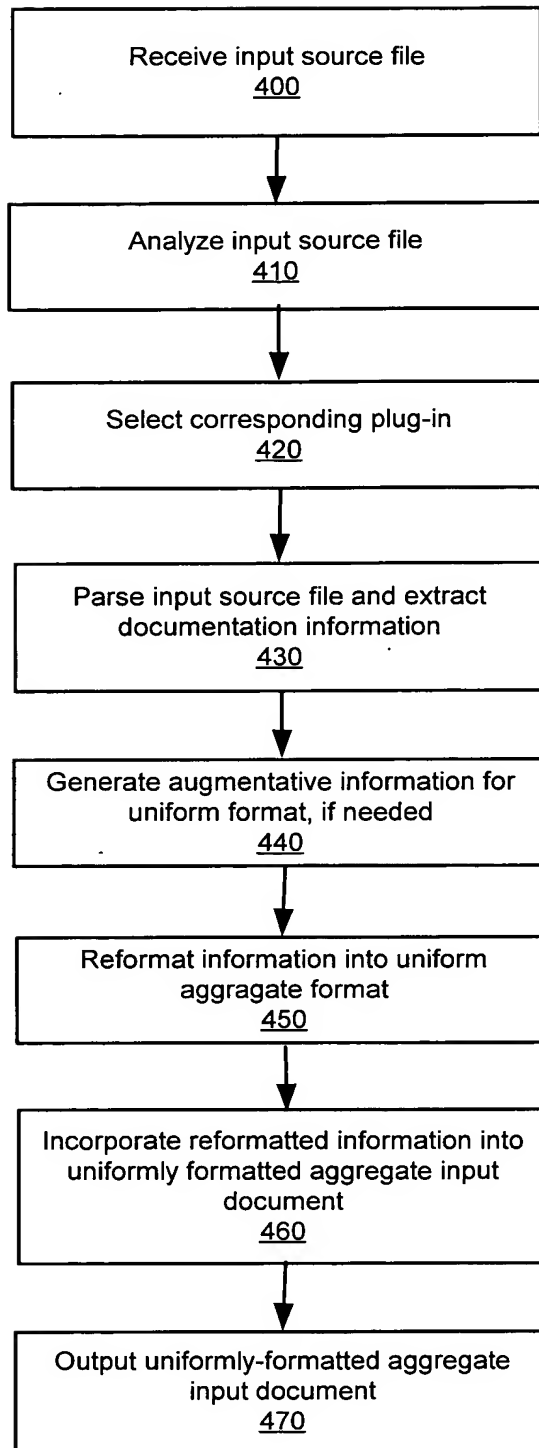 Receive input source file
400
Analyze input source file
410
Select corresponding plug-in
420
Parse input source file and extract
documentation information
430
Generate augmentative information for
uniform format, if needed
440
Reformat information into uniform
aggragate format
450
Incorporate reformatted information into
uniformly formatted aggregate input
document
460
Output uniformly-formatted aggregate
input document
470